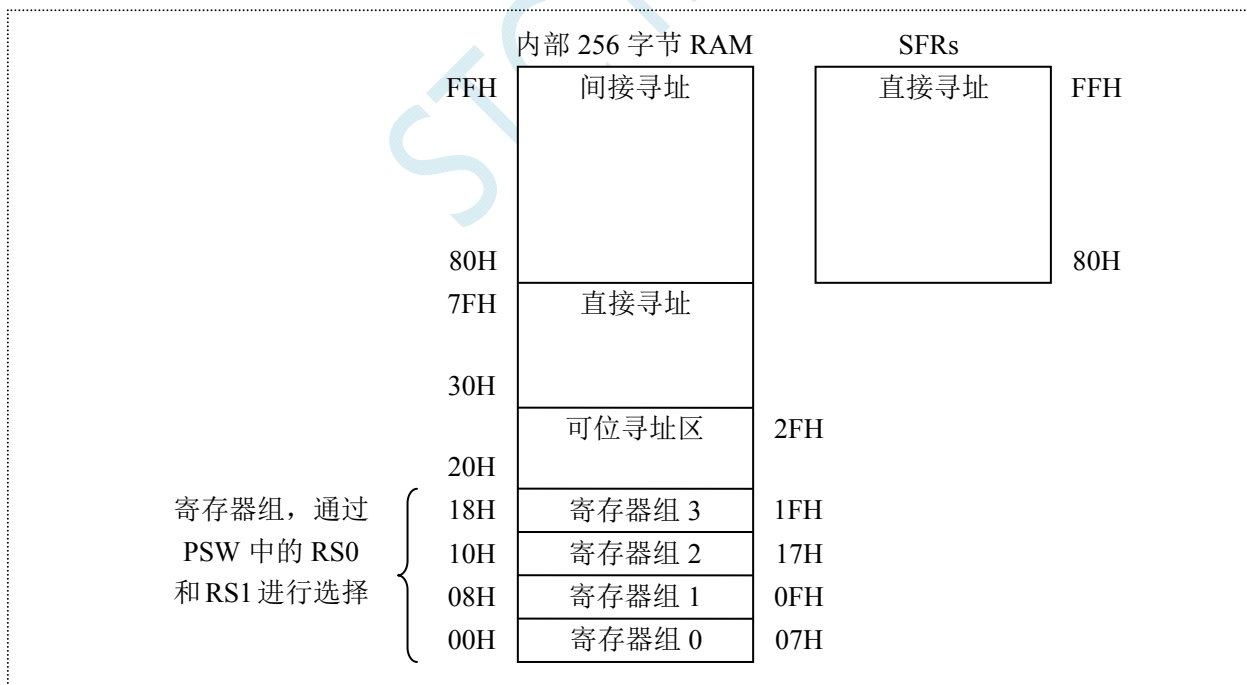 内部 256 字节 RAM SFRs
FFH 间接寻址 直接寻址 FFH
80H 80H
7FH 直接寻址
30H
可位寻址区 2FH
20H
寄存器组，通过 18H 寄存器组 3 1FH
PSW 中的 RS0 10H 寄存器组 2 17H
和 RS1 进行选择 08H 寄存器组 1 0FH
00H 寄存器组 0 07H